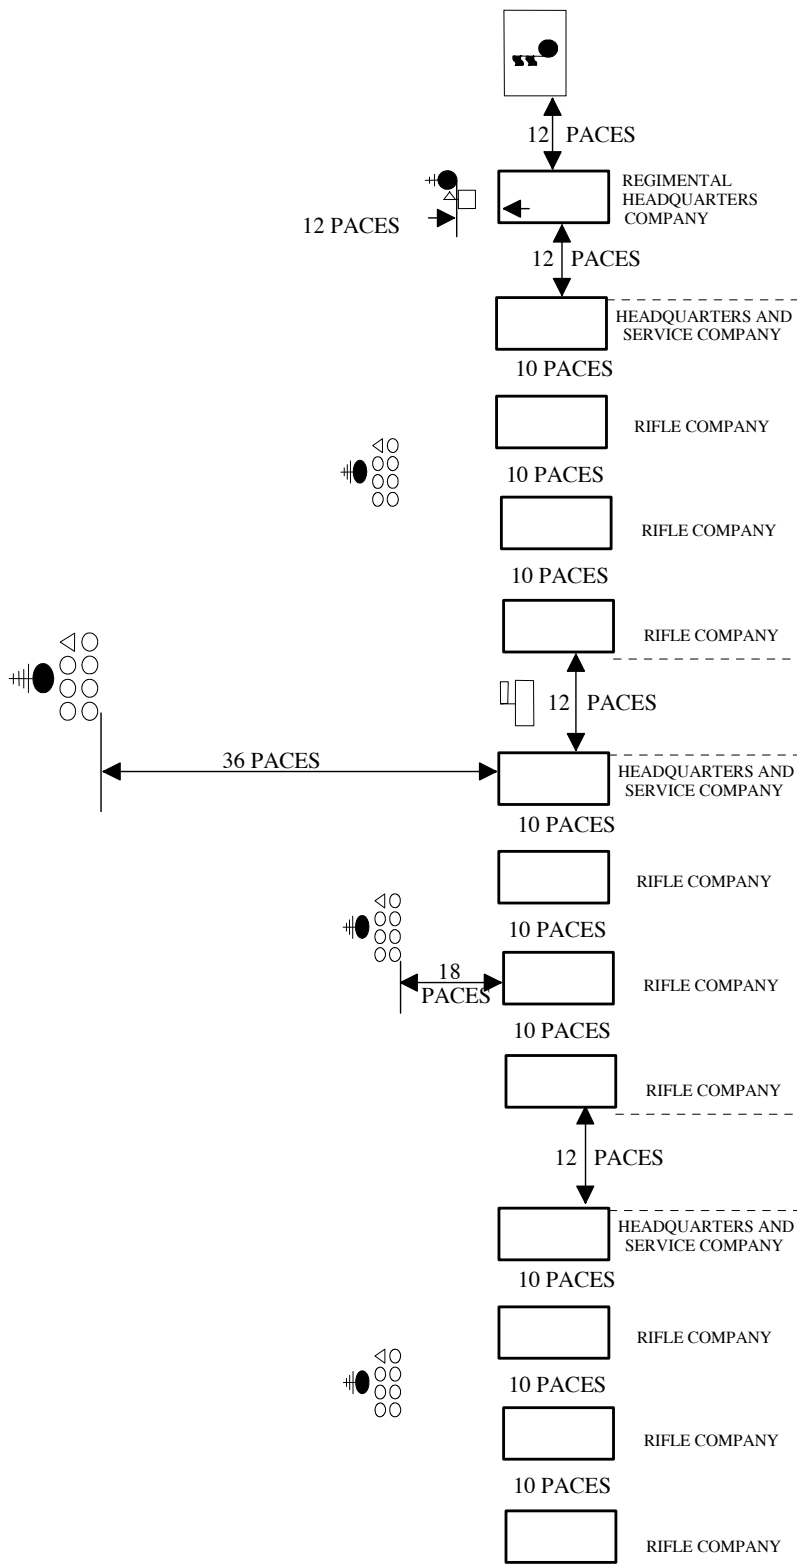 12 PACES
REGIMENTAL
HEADQUARTERS
COMPANY
12 PACES
12 PACES
HEADQUARTERS AND
SERVICE COMPANY
10 PACES
RIFLE COMPANY
10 PACES
RIFLE COMPANY
10 PACES
RIFLE COMPANY
12 PACES
36 PACES
HEADQUARTERS AND
SERVICE COMPANY
10 PACES
RIFLE COMPANY
10 PACES
18
PACES
RIFLE COMPANY
10 PACES
RIFLE COMPANY
12 PACES
HEADQUARTERS AND
SERVICE COMPANY
10 PACES
RIFLE COMPANY
10 PACES
RIFLE COMPANY
10 PACES
RIFLE COMPANY